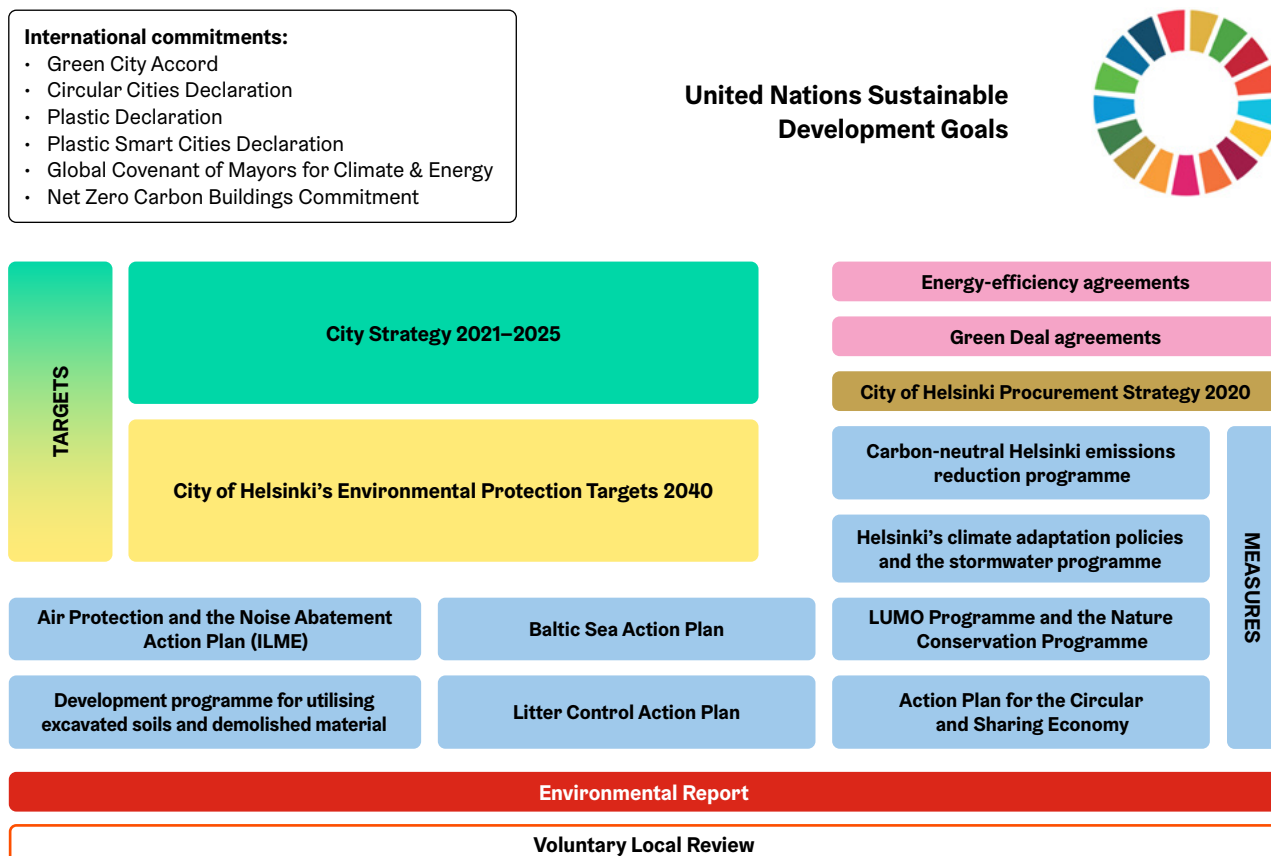 International commitments:
• Green City Accord
• Circular Cities Declaration
• Plastic Declaration
• Plastic Smart Cities Declaration
• Global Covenant of Mayors for Climate & Energy
• Net Zero Carbon Buildings Commitment
United Nations Sustainable
Development Goals
TARGETS
City Strategy 2021–2025
City of Helsinki’s Environmental Protection Targets 2040
Energy-efficiency agreements
Green Deal agreements
City of Helsinki Procurement Strategy 2020
Carbon-neutral Helsinki emissions
reduction programme
Helsinki’s climate adaptation policies
and the stormwater programme
MEASURES
Air Protection and the Noise Abatement
Action Plan (ILME)
Baltic Sea Action Plan
LUMO Programme and the Nature
Conservation Programme
Development programme for utilising
excavated soils and demolished material
Litter Control Action Plan
Action Plan for the Circular
and Sharing Economy
Environmental Report
Voluntary Local Review